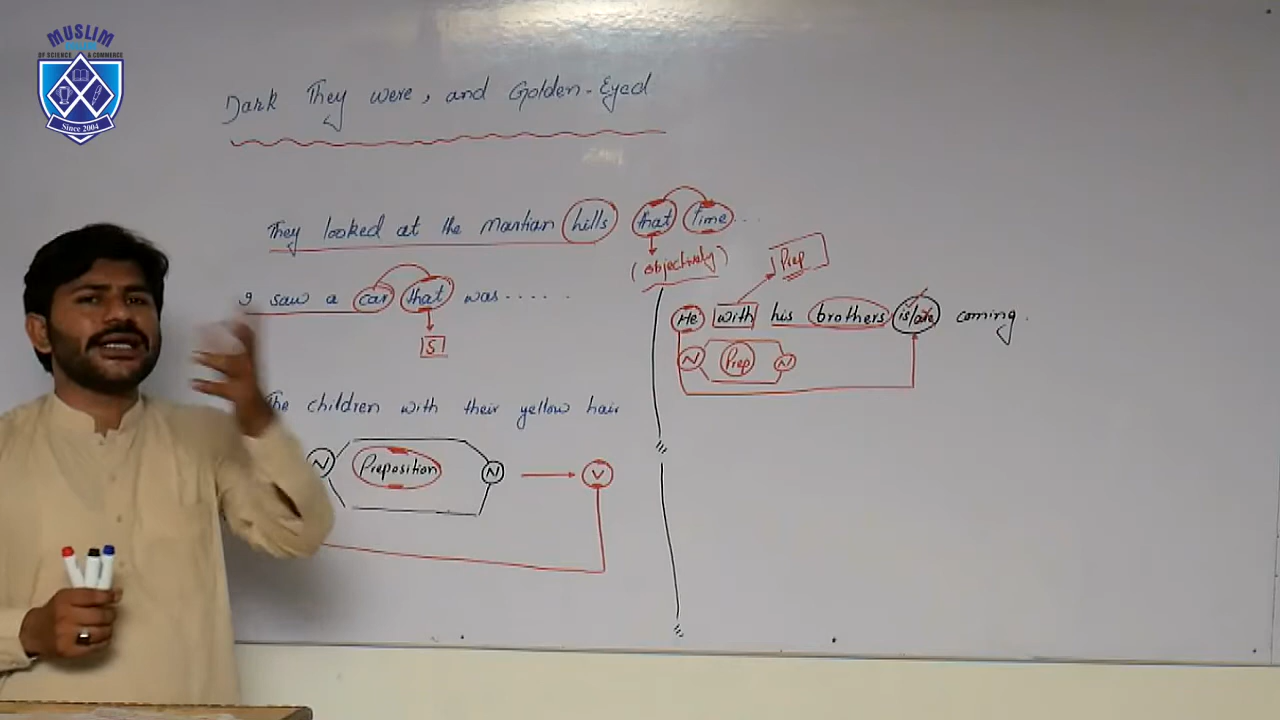 MUSLIM
OF SCIENCE & COMMERCE
Since 2004
Dark They were, and Golden-Eyed
They looked at the Martian hills that time...
(objectively)
I saw a car that was......
S
The children with their yellow hair
N Preposition N V
Prep
He with his brothers is/are coming.
N Prep N